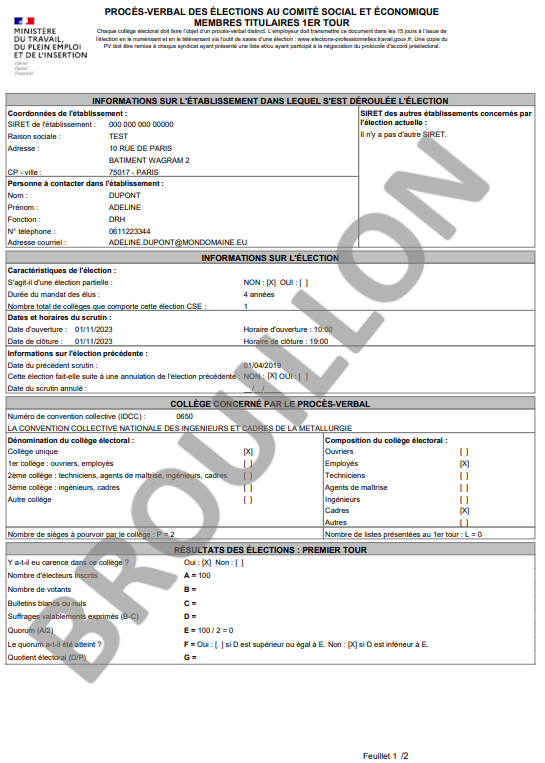 PROCÈS-VERBAL DES ÉLECTIONS AU COMITÉ SOCIAL ET ÉCONOMIQUE
MEMBRES TITULAIRES 1ER TOUR
MINISTÈRE
DU TRAVAIL,
DU PLEIN EMPLOI
ET DE L'INSERTION
Liberté
Égalité
Fraternité
Chaque collège électoral doit faire l'objet d'un procès-verbal distinct. L'employeur doit transmettre ce document dans les 15 jours à l'issue de
l'élection en le numérisant et en le téléversant via l'outil de saisie d'une élection : www.elections-professionnelles.travail.gouv.fr. Une copie du
PV doit être remise à chaque syndicat ayant présenté une liste et/ou ayant participé à la négociation du protocole d'accord préélectoral.
INFORMATIONS SUR L'ÉTABLISSEMENT DANS LEQUEL S'EST DÉROULÉE L'ÉLECTION
Coordonnées de l'établissement :
SIRET de l'établissement : 000 000 000 00000
Raison sociale : TEST
Adresse : 10 RUE DE PARIS
BATIMENT WAGRAM 2
CP - ville : 75017 - PARIS
Personne à contacter dans l'établissement :
Nom : DUPONT
Prénom : ADELINE
Fonction : DRH
N° téléphone : 0611223344
Adresse courriel : ADELINE.DUPONT@MONDOMAINE.EU
SIRET des autres établissements concernés par
l'élection actuelle :
Il n'y a pas d'autre SIRET.
INFORMATIONS SUR L'ÉLECTION
Caractéristiques de l'élection :
S'agit-il d'une élection partielle : NON : [X] OUI : [ ]
Durée du mandat des élus : 4 années
Nombre total de collèges que comporte cette élection CSE : 1
Dates et horaires du scrutin :
Date d'ouverture : 01/11/2023 Horaire d'ouverture : 10:00
Date de clôture : 01/11/2023 Horaire de clôture : 19:00
Informations sur l'élection précédente :
Date du précédent scrutin : 01/04/2019
Cette élection fait-elle suite à une annulation de l'élection précédente : NON : [X] OUI : [ ]
Date du scrutin annulé : __/__/____
COLLÈGE CONCERNÉ PAR LE PROCÈS-VERBAL
Numéro de convention collective (IDCC) : 0650
LA CONVENTION COLLECTIVE NATIONALE DES INGENIEURS ET CADRES DE LA METALLURGIE
Dénomination du collège électoral :
Collège unique [X]
1er collège : ouvriers, employés [ ]
2ème collège : techniciens, agents de maîtrise, ingénieurs, cadres [ ]
3ème collège : ingénieurs, cadres [ ]
Autre collège [ ]
Nombre de sièges à pourvoir par le collège : P = 2
Composition du collège électoral :
Ouvriers [ ]
Employés [X]
Techniciens [ ]
Agents de maîtrise [ ]
Ingénieurs [ ]
Cadres [X]
Autres [ ]
Nombre de listes présentées au 1er tour : L = 0
RÉSULTATS DES ÉLECTIONS : PREMIER TOUR
Y a-t-il eu carence dans ce collège ? Oui : [X] Non : [ ]
Nombre d'électeurs inscrits A = 100
Nombre de votants B =
Bulletins blancs ou nuls C =
Suffrages valablement exprimés (B-C) D =
Quorum (A/2) E = 100 / 2 = 0
Le quorum a-t-il été atteint ? F = Oui : [ ] si D est supérieur ou égal à E. Non : [X] si D est inférieur à E.
Quotient électoral (D/P) G =
BROUILLON
Feuillet 1 /2